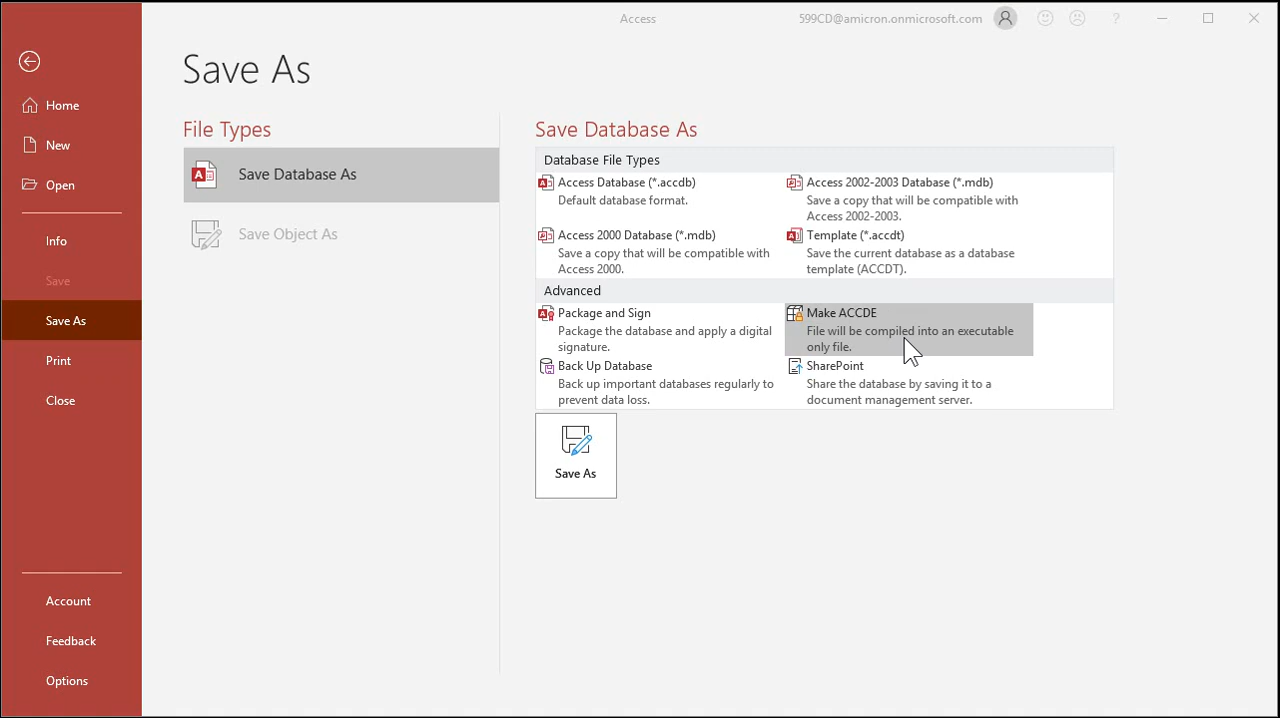 Access
599CD@amicron.onmicrosoft.com
?
Home
New
Open
Info
Save
Save As
Print
Close
Account
Feedback
Options
Save As
File Types
Save Database As
Save Object As
Save Database As
Database File Types
Access Database (*.accdb)
Default database format.
Access 2002-2003 Database (*.mdb)
Save a copy that will be compatible with
Access 2002-2003.
Access 2000 Database (*.mdb)
Save a copy that will be compatible with
Access 2000.
Template (*.accdt)
Save the current database as a database
template (ACCDT).
Advanced
Package and Sign
Package the database and apply a digital
signature.
Make ACCDE
File will be compiled into an executable
only file.
Back Up Database
Back up important databases regularly to
prevent data loss.
SharePoint
Share the database by saving it to a
document management server.
Save As